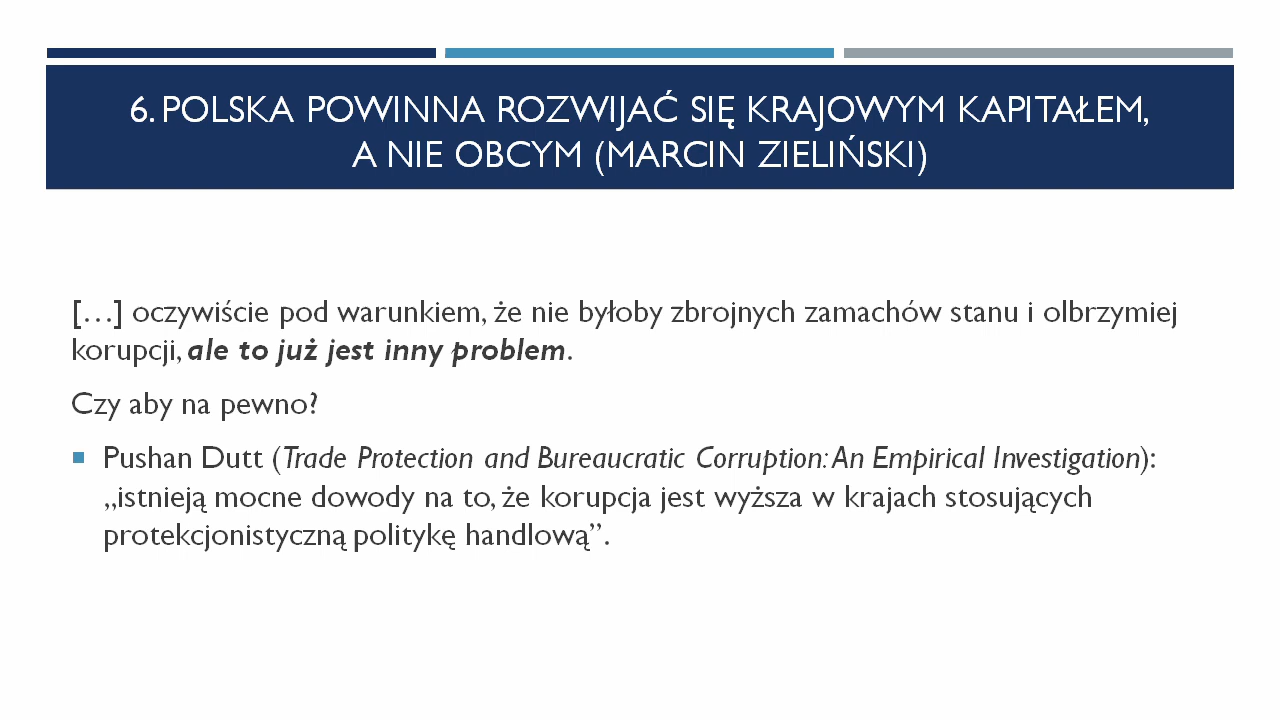 6. POLSKA POWINNA ROZWIJAĆ SIĘ KRAJOWYM KAPITAŁEM,
A NIE OBCYM (MARCIN ZIELIŃSKI)
[…] oczywiście pod warunkiem, że nie byłoby zbrojnych zamachów stanu i olbrzymiej
korupcji, ale to już jest inny problem.
Czy aby na pewno?
Pushan Dutt (Trade Protection and Bureaucratic Corruption: An Empirical Investigation):
„istnieją mocne dowody na to, że korupcja jest wyższa w krajach stosujących
protekcjonistyczną politykę handlową”.